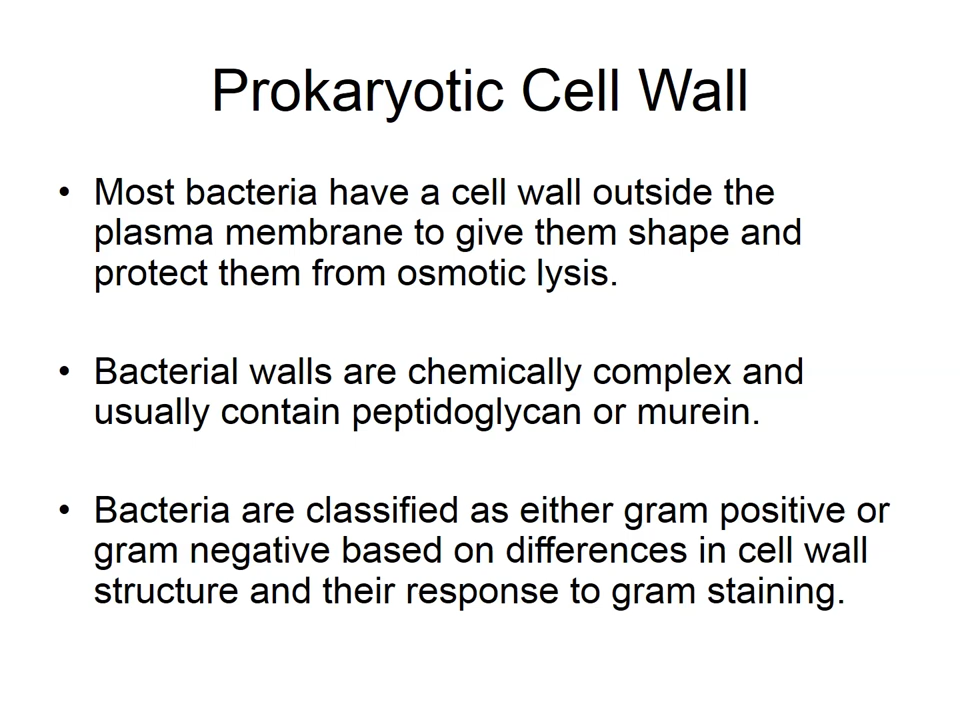 Prokaryotic Cell Wall
• Most bacteria have a cell wall outside the
plasma membrane to give them shape and
protect them from osmotic lysis.
• Bacterial walls are chemically complex and
usually contain peptidoglycan or murein.
• Bacteria are classified as either gram positive or
gram negative based on differences in cell wall
structure and their response to gram staining.